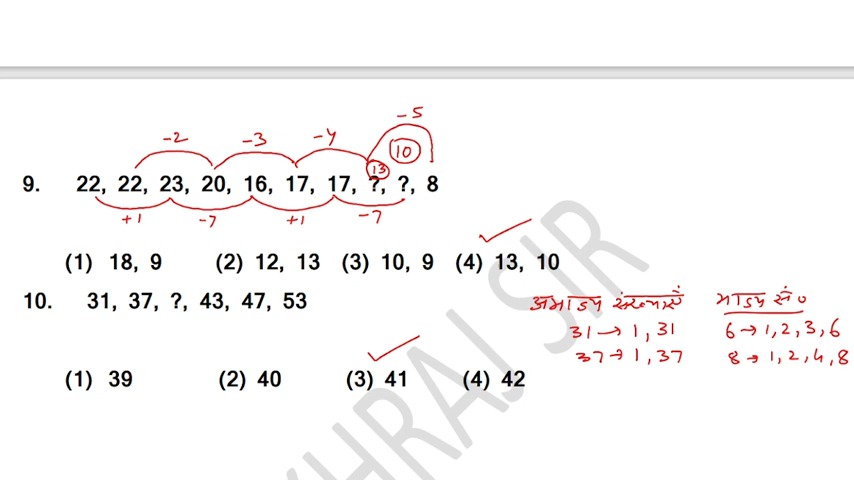 -5
-2 -3 -4 10
13
9. 22, 22, 23, 20, 16, 17, 17, ?, ?, 8
+1 -7 +1 -7
(1) 18, 9 (2) 12, 13 (3) 10, 9 (4) 13, 10
10. 31, 37, ?, 43, 47, 53
अभाज्य संख्याएं भाज्य सं०
31 → 1, 31 6 → 1, 2, 3, 6
37 → 1, 37 8 → 1, 2, 4, 8
(1) 39 (2) 40 (3) 41 (4) 42
KHRAJ SIR